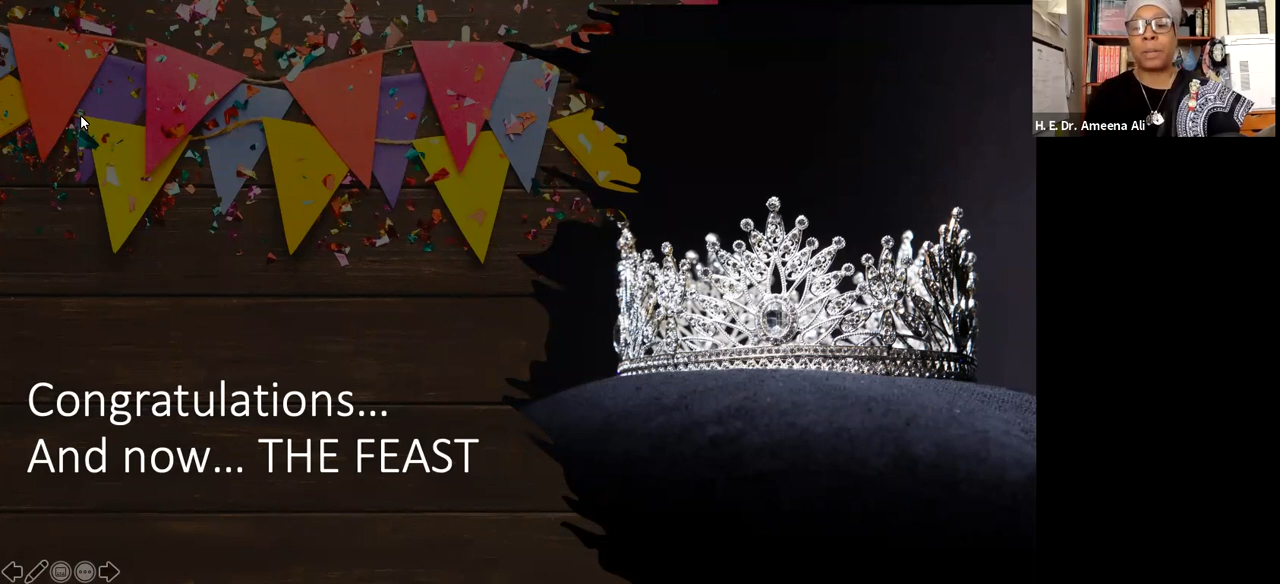 H. E. Dr. Ameena Ali
Congratulations...
And now... THE FEAST